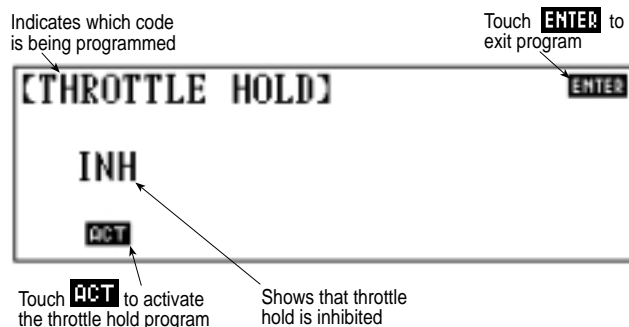 Indicates which code
is being programmed
Touch ENTER to
exit program
[THROTTLE HOLD]
ENTER
INH
ACT
Touch ACT to activate
the throttle hold program
Shows that throttle
hold is inhibited